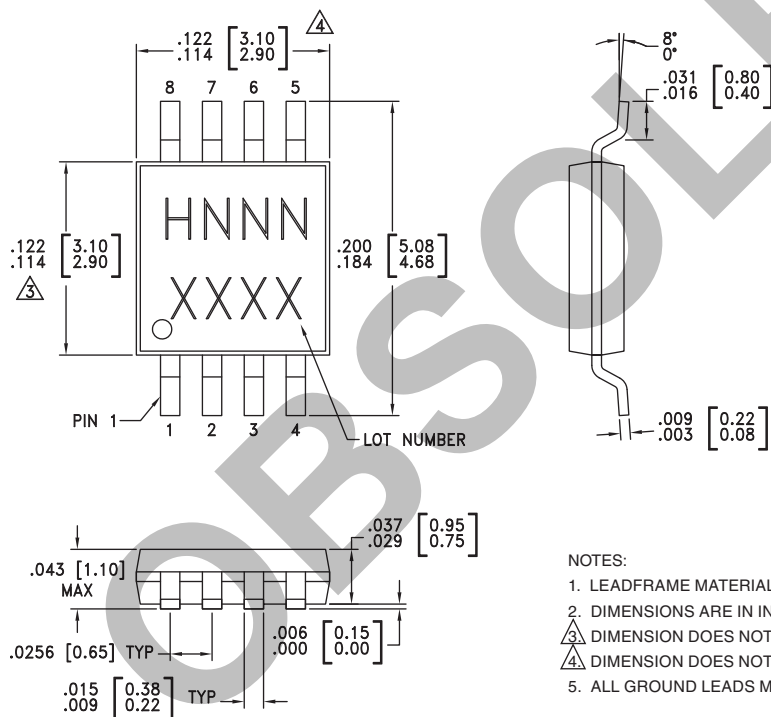 4
.122 [3.10]
.114 [2.90]
8 7 6 5
HNNN
XXXX
.122 [3.10]
.114 [2.90]
3
.200 [5.08]
.184 [4.68]
PIN 1
1 2 3 4
LOT NUMBER
8°
0°
.031 [0.80]
.016 [0.40]
.009 [0.22]
.003 [0.08]
.037 [0.95]
.029 [0.75]
.043 [1.10]
MAX
.0256 [0.65] TYP
.006 [0.15]
.000 [0.00]
.015 [0.38] TYP
.009 [0.22]
NOTES:
1. LEADFRAME MATERIAL
2. DIMENSIONS ARE IN IN
3. DIMENSION DOES NOT
4. DIMENSION DOES NOT
5. ALL GROUND LEADS M
OBSOL